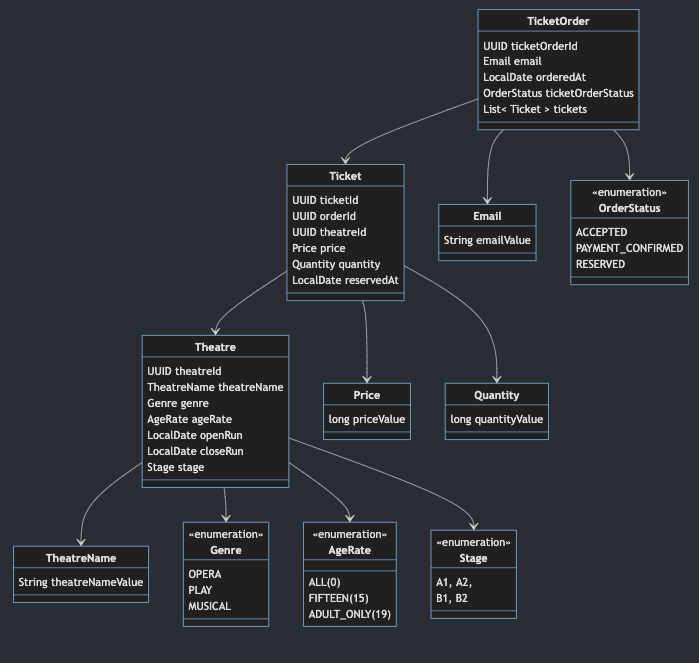 TicketOrder
UUID ticketOrderId
Email email
LocalDate orderedAt
OrderStatus ticketOrderStatus
List< Ticket > tickets
Ticket
UUID ticketId
UUID orderId
UUID theatreId
Price price
Quantity quantity
LocalDate reservedAt
Email
String emailValue
«enumeration»
OrderStatus
ACCEPTED
PAYMENT_CONFIRMED
RESERVED
Theatre
UUID theatreId
TheatreName theatreName
Genre genre
AgeRate ageRate
LocalDate openRun
LocalDate closeRun
Stage stage
Price
long priceValue
Quantity
long quantityValue
TheatreName
String theatreNameValue
«enumeration»
Genre
OPERA
PLAY
MUSICAL
«enumeration»
AgeRate
ALL(0)
FIFTEEN(15)
ADULT_ONLY(19)
«enumeration»
Stage
A1, A2,
B1, B2